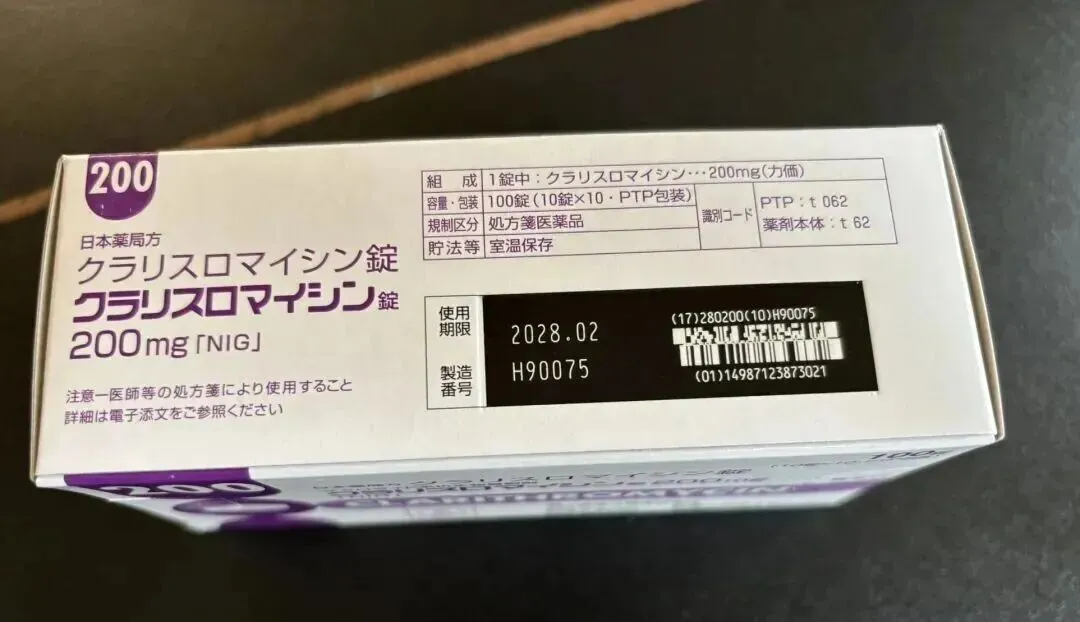 200
日本薬局方
クラリスロマイシン錠
クラリスロマイシン錠
200mg「NIG」
注意ー医師等の処方箋により使用すること
詳細は電子添文をご参照ください
組成 1錠中:クラリスロマイシン…200mg(力価)
容量・包装 100錠(10錠×10・PTP包装)
規制区分 処方箋医薬品
貯法等 室温保存
識別コード
PTP:t 062
薬剤本体:t 62
使用期限 2028.02
製造番号 H90075
(17)280200(10)H90075
(01)14987123873021
200